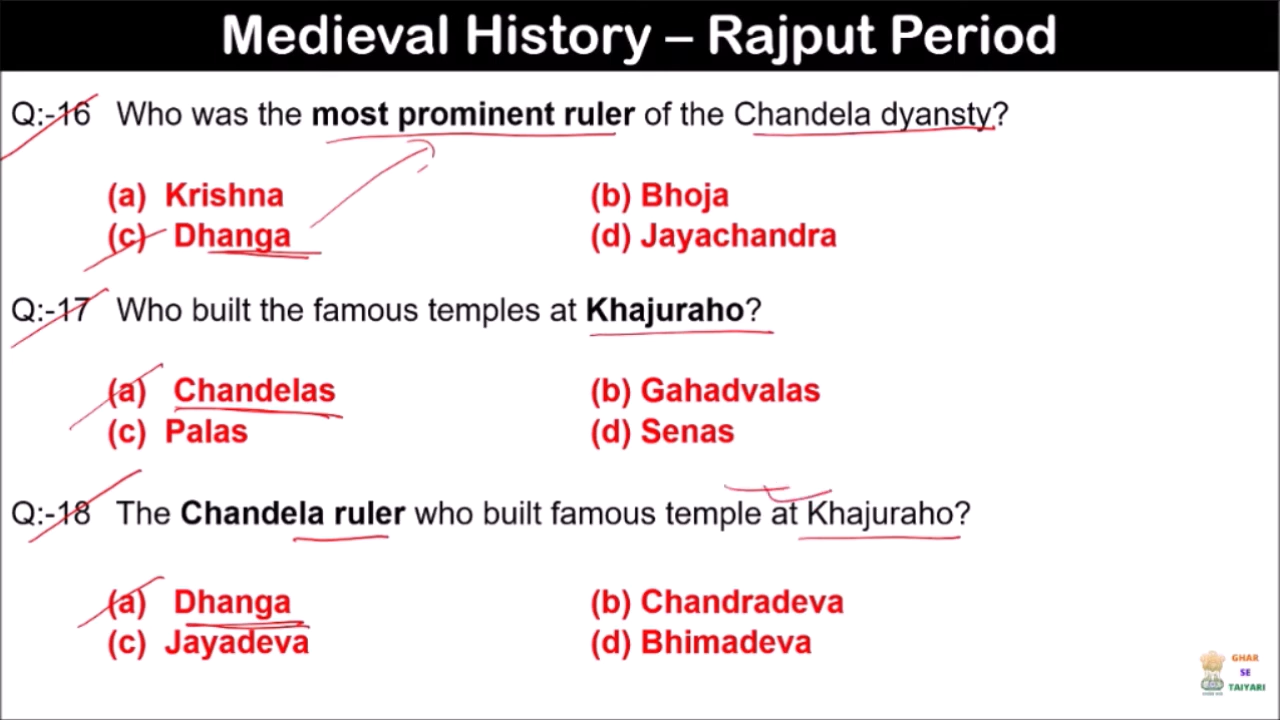 Medieval History – Rajput Period
Q:-16 Who was the most prominent ruler of the Chandela dyansty?
(a) Krishna (b) Bhoja
(c) Dhanga (d) Jayachandra
Q:-17 Who built the famous temples at Khajuraho?
(a) Chandelas (b) Gahadvalas
(c) Palas (d) Senas
Q:-18 The Chandela ruler who built famous temple at Khajuraho?
(a) Dhanga (b) Chandradeva
(c) Jayadeva (d) Bhimadeva
GHAR
SE
TAIYARI